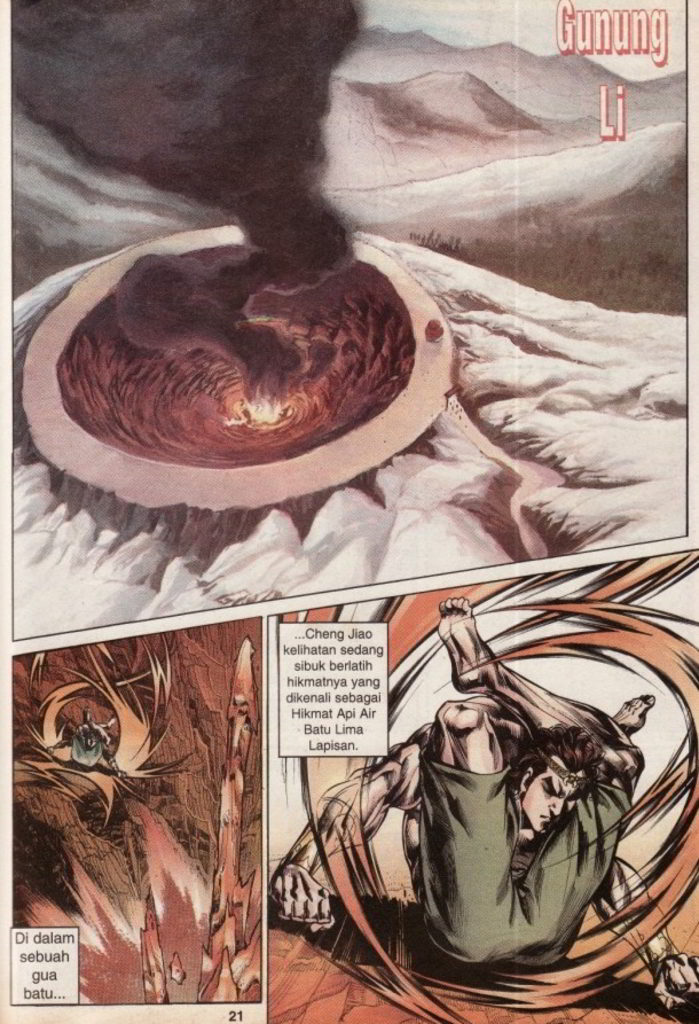 Gunung
Li
...Cheng Jiao
kelihatan sedang
sibuk berlatih
hikmatnya yang
dikenali sebagai
Hikmat Api Air
Batu Lima
Lapisan.
Di dalam
sebuah
gua
batu...
21